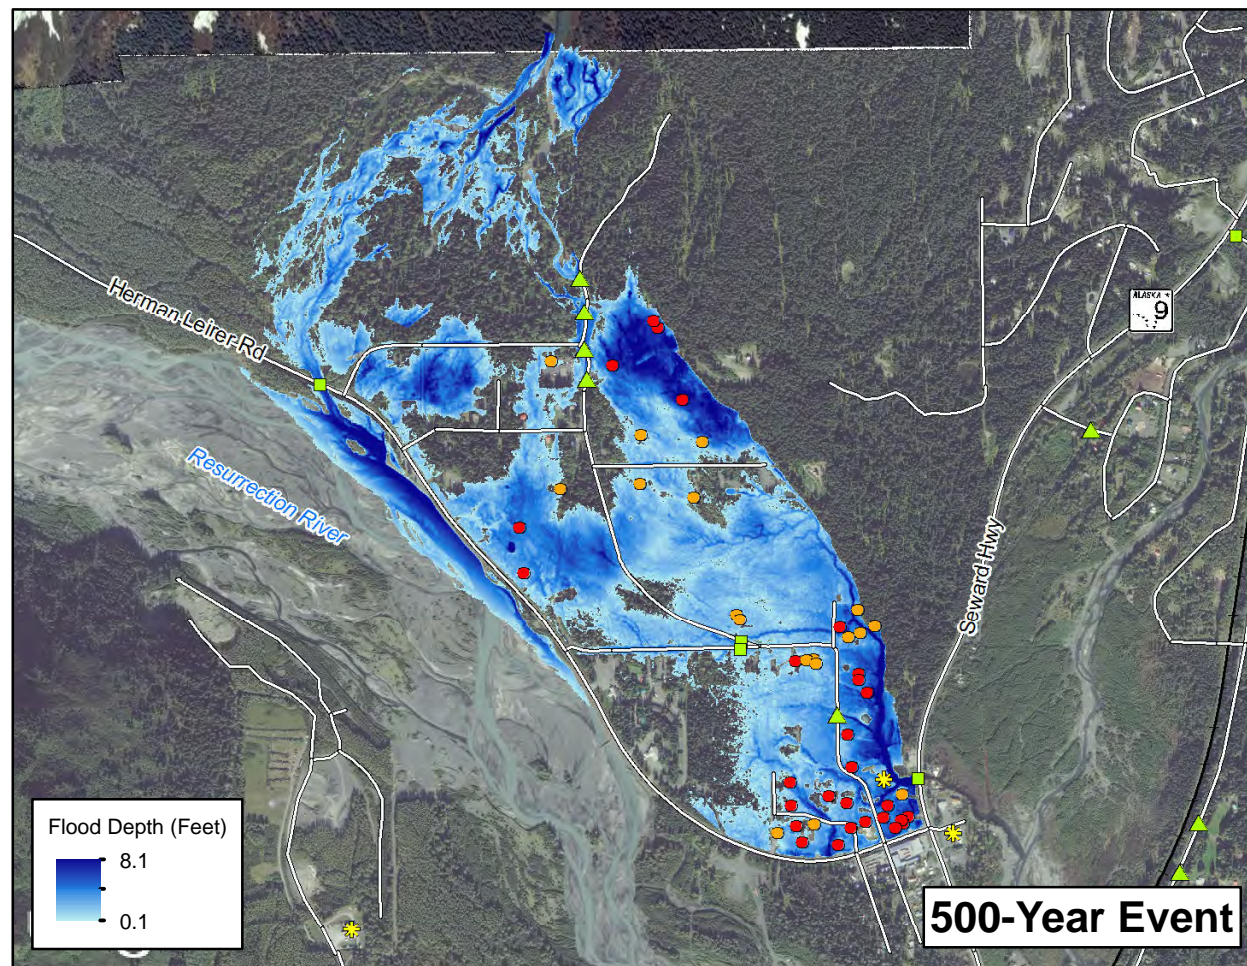 ALASKA
9
Herman Leirer Rd
Resurrection River
Seward Hwy
Flood Depth (Feet)
8.1
0.1
500-Year Event